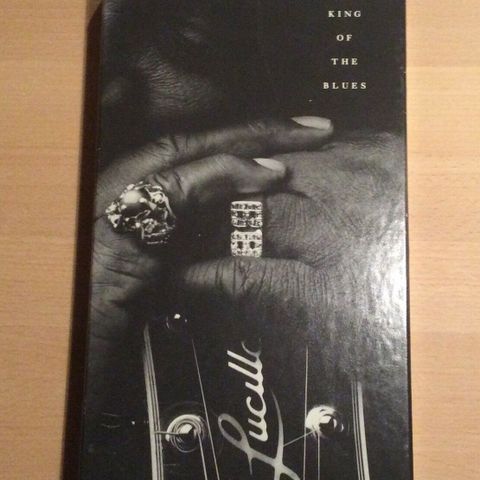 KING
OF
THE
BLUES
Lucille